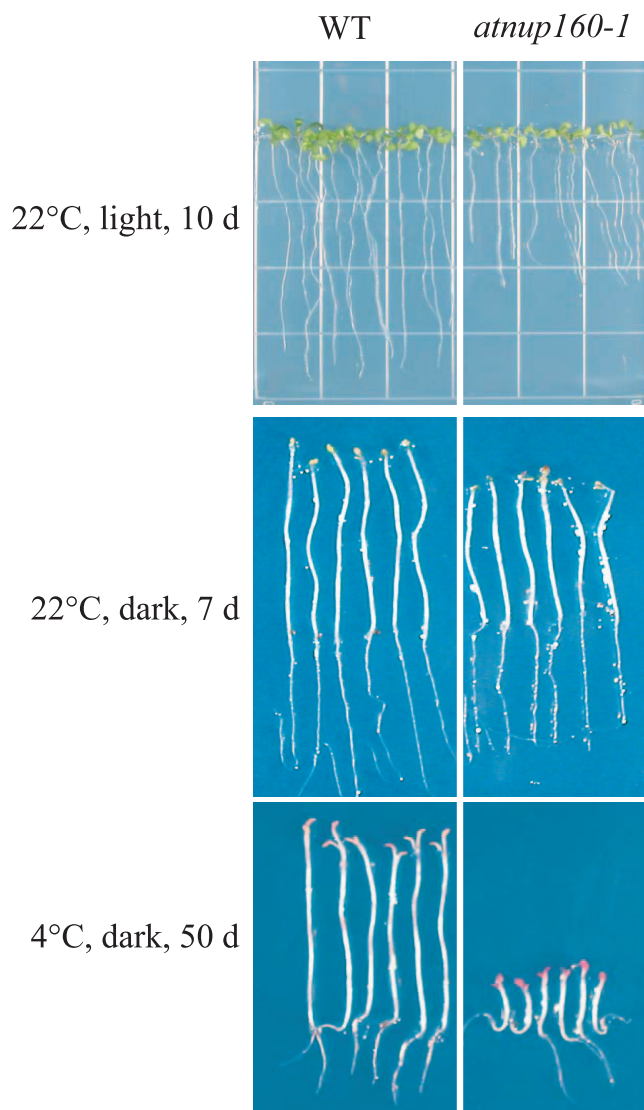 WT atnup160-1
22°C, light, 10 d
22°C, dark, 7 d
4°C, dark, 50 d